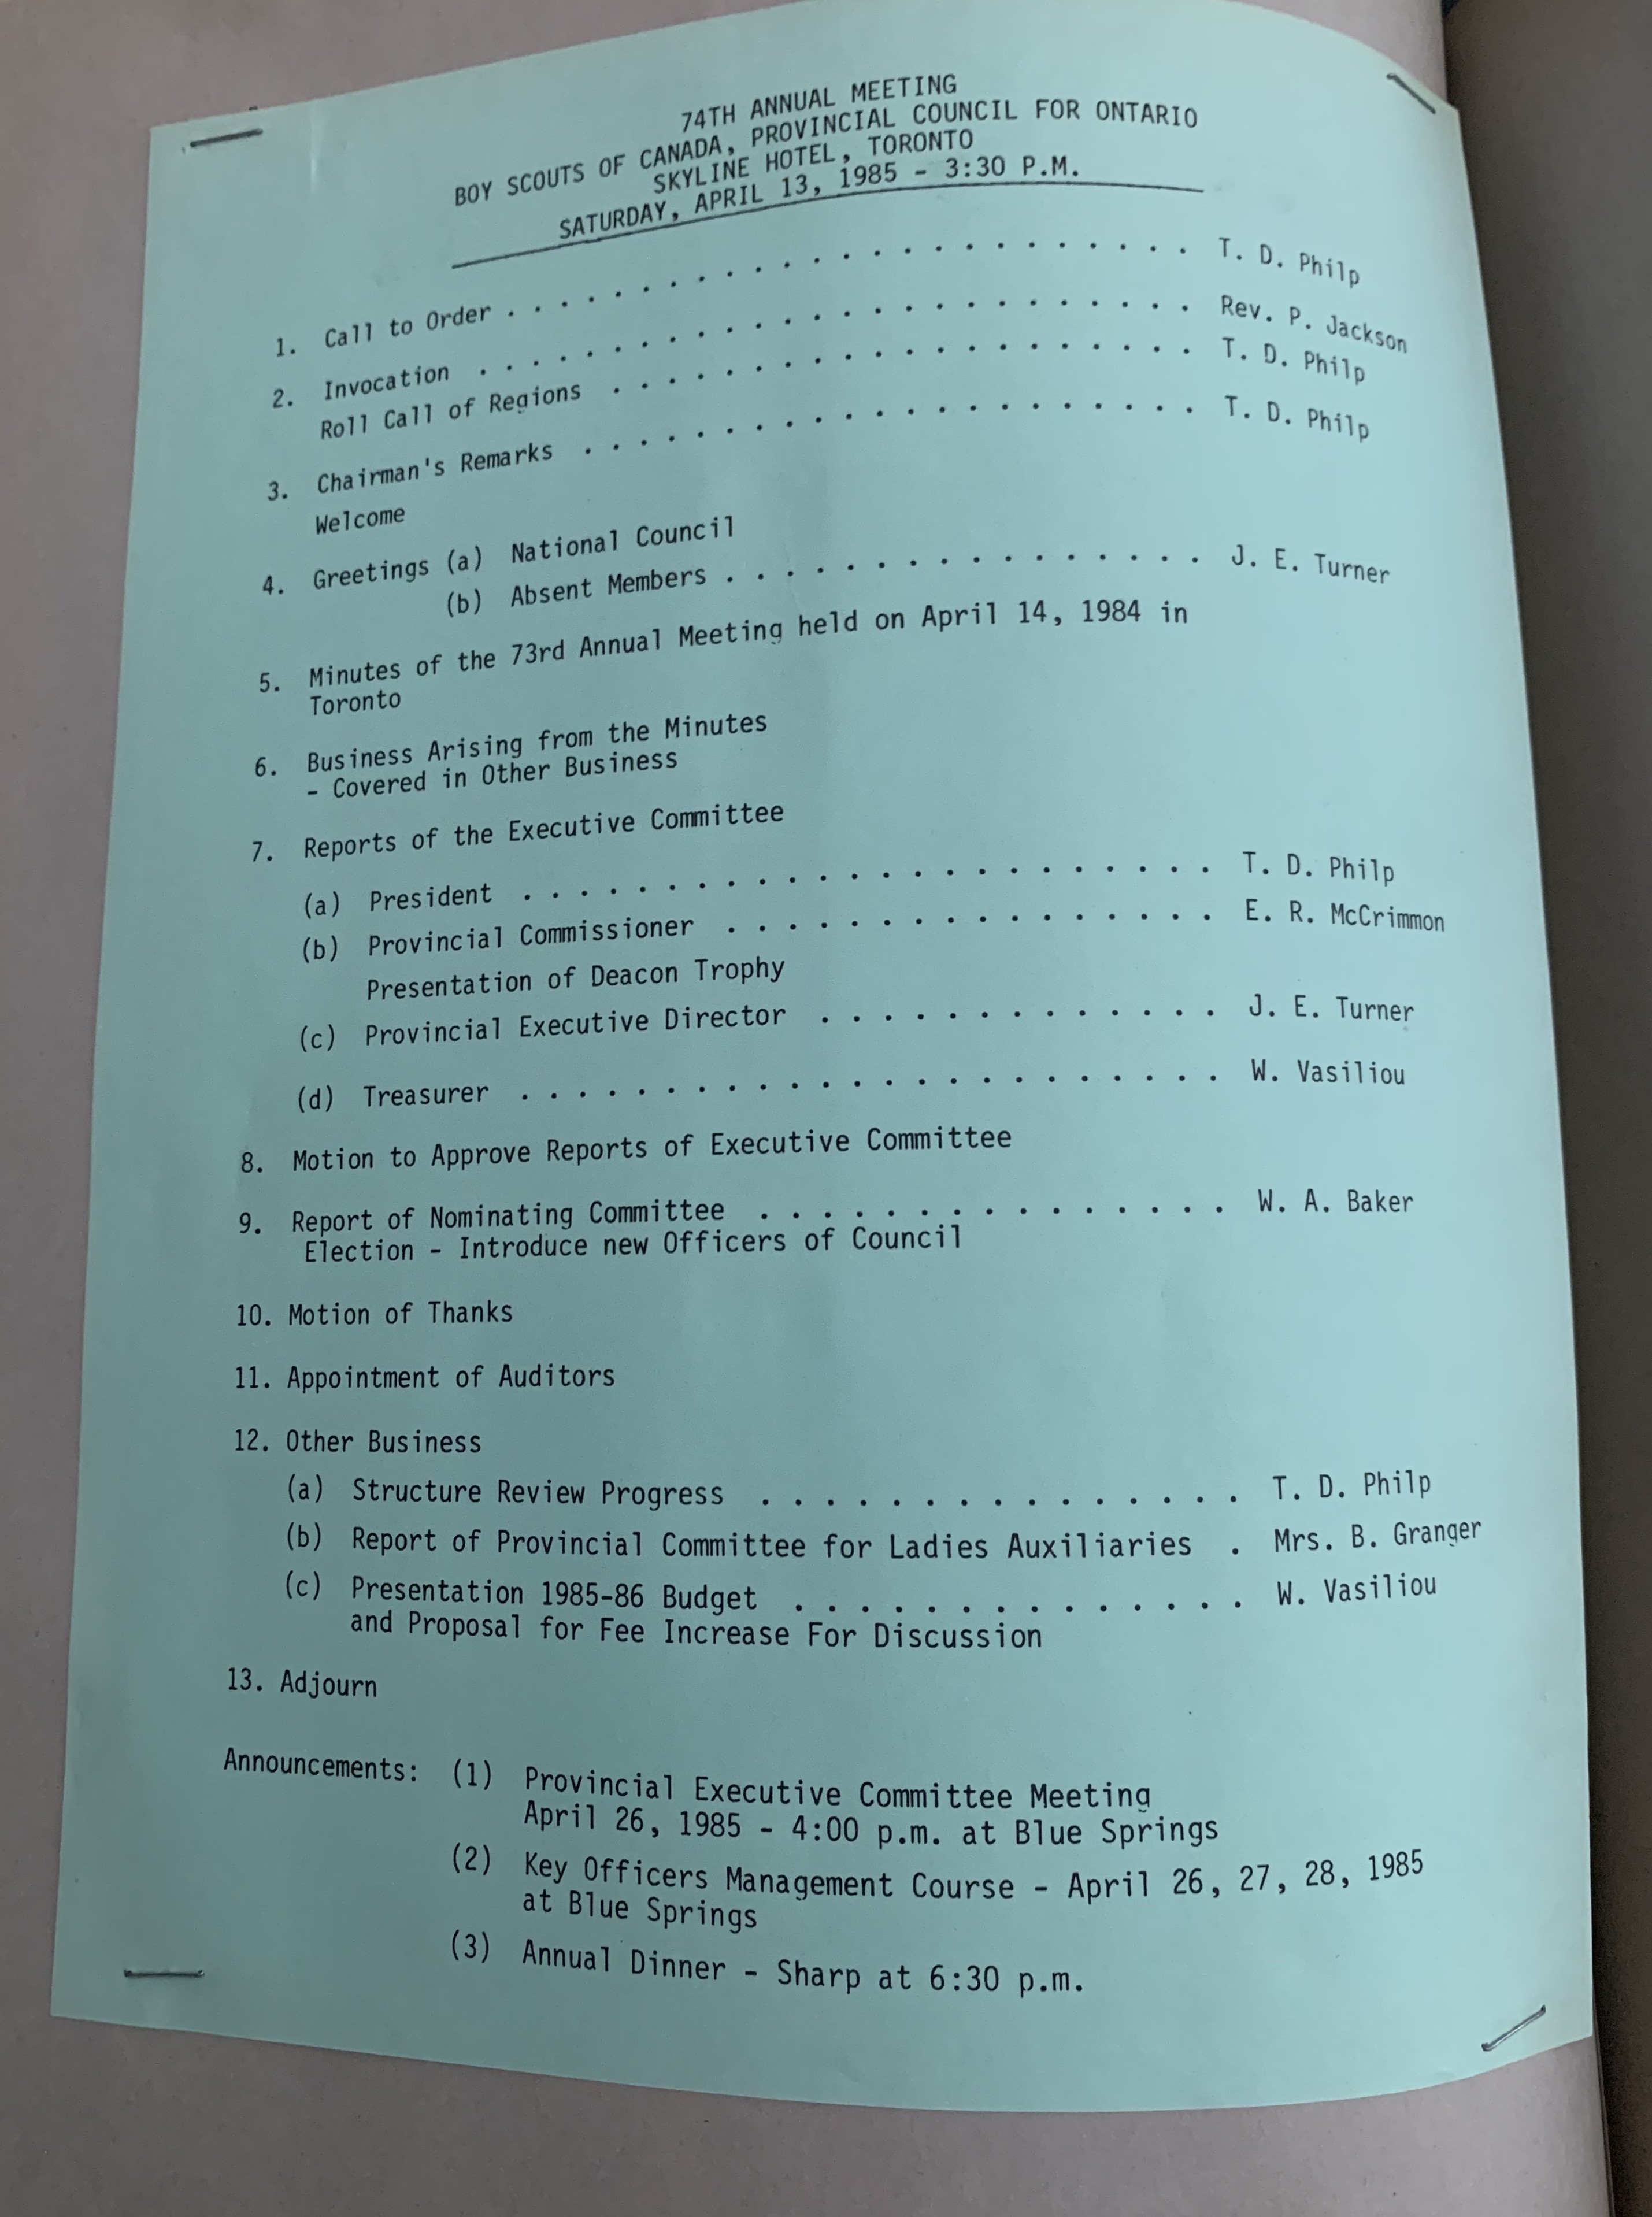 74TH ANNUAL MEETING
BOY SCOUTS OF CANADA, PROVINCIAL COUNCIL FOR ONTARIO
SKYLINE HOTEL, TORONTO
SATURDAY, APRIL 13, 1985 - 3:30 P.M.
1. Call to Order . . . . . . . . . . . . . . . . . . . . . . . . T. D. Philp
2. Invocation . . . . . . . . . . . . . . . . . . . . . . . . . Rev. P. Jackson
Roll Call of Regions . . . . . . . . . . . . . . . . . . . . T. D. Philp
3. Chairman's Remarks . . . . . . . . . . . . . . . . . . . . . T. D. Philp
Welcome
4. Greetings (a) National Council
(b) Absent Members . . . . . . . . . . . . . . . . J. E. Turner
5. Minutes of the 73rd Annual Meeting held on April 14, 1984 in
Toronto
6. Business Arising from the Minutes
- Covered in Other Business
7. Reports of the Executive Committee
(a) President . . . . . . . . . . . . . . . . . . . . . . . . T. D. Philp
(b) Provincial Commissioner . . . . . . . . . . . . . . . . . E. R. McCrimmon
Presentation of Deacon Trophy
(c) Provincial Executive Director . . . . . . . . . . . . . . J. E. Turner
(d) Treasurer . . . . . . . . . . . . . . . . . . . . . . . . W. Vasiliou
8. Motion to Approve Reports of Executive Committee
9. Report of Nominating Committee . . . . . . . . . . . . . . . W. A. Baker
Election - Introduce new Officers of Council
10. Motion of Thanks
11. Appointment of Auditors
12. Other Business
(a) Structure Review Progress . . . . . . . . . . . . . . . T. D. Philp
(b) Report of Provincial Committee for Ladies Auxiliaries . Mrs. B. Granger
(c) Presentation 1985-86 Budget . . . . . . . . . . . . . . W. Vasiliou
and Proposal for Fee Increase For Discussion
13. Adjourn
Announcements: (1) Provincial Executive Committee Meeting
April 26, 1985 - 4:00 p.m. at Blue Springs
(2) Key Officers Management Course - April 26, 27, 28, 1985
at Blue Springs
(3) Annual Dinner - Sharp at 6:30 p.m.